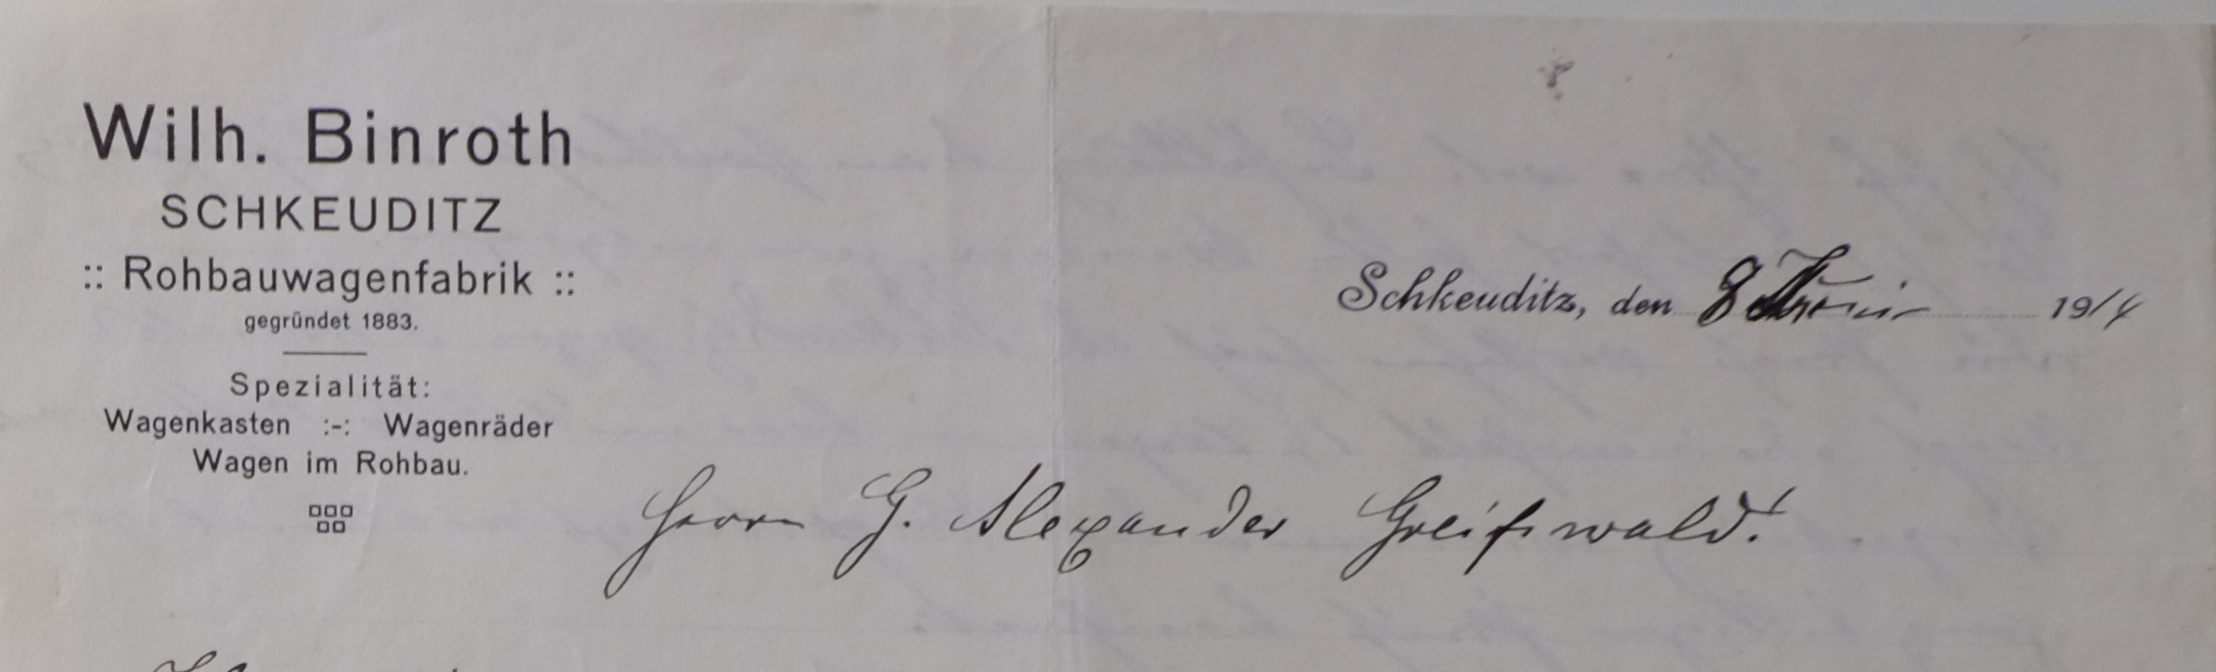 Wilh. Binroth
SCHKEUDITZ
:: Rohbauwagenfabrik ::
gegründet 1883.
Spezialität:
Wagenkasten :-: Wagenräder
Wagen im Rohbau.
Schkeuditz, den 8 Juni 1914
Herrn G. Alexander Greifswald.